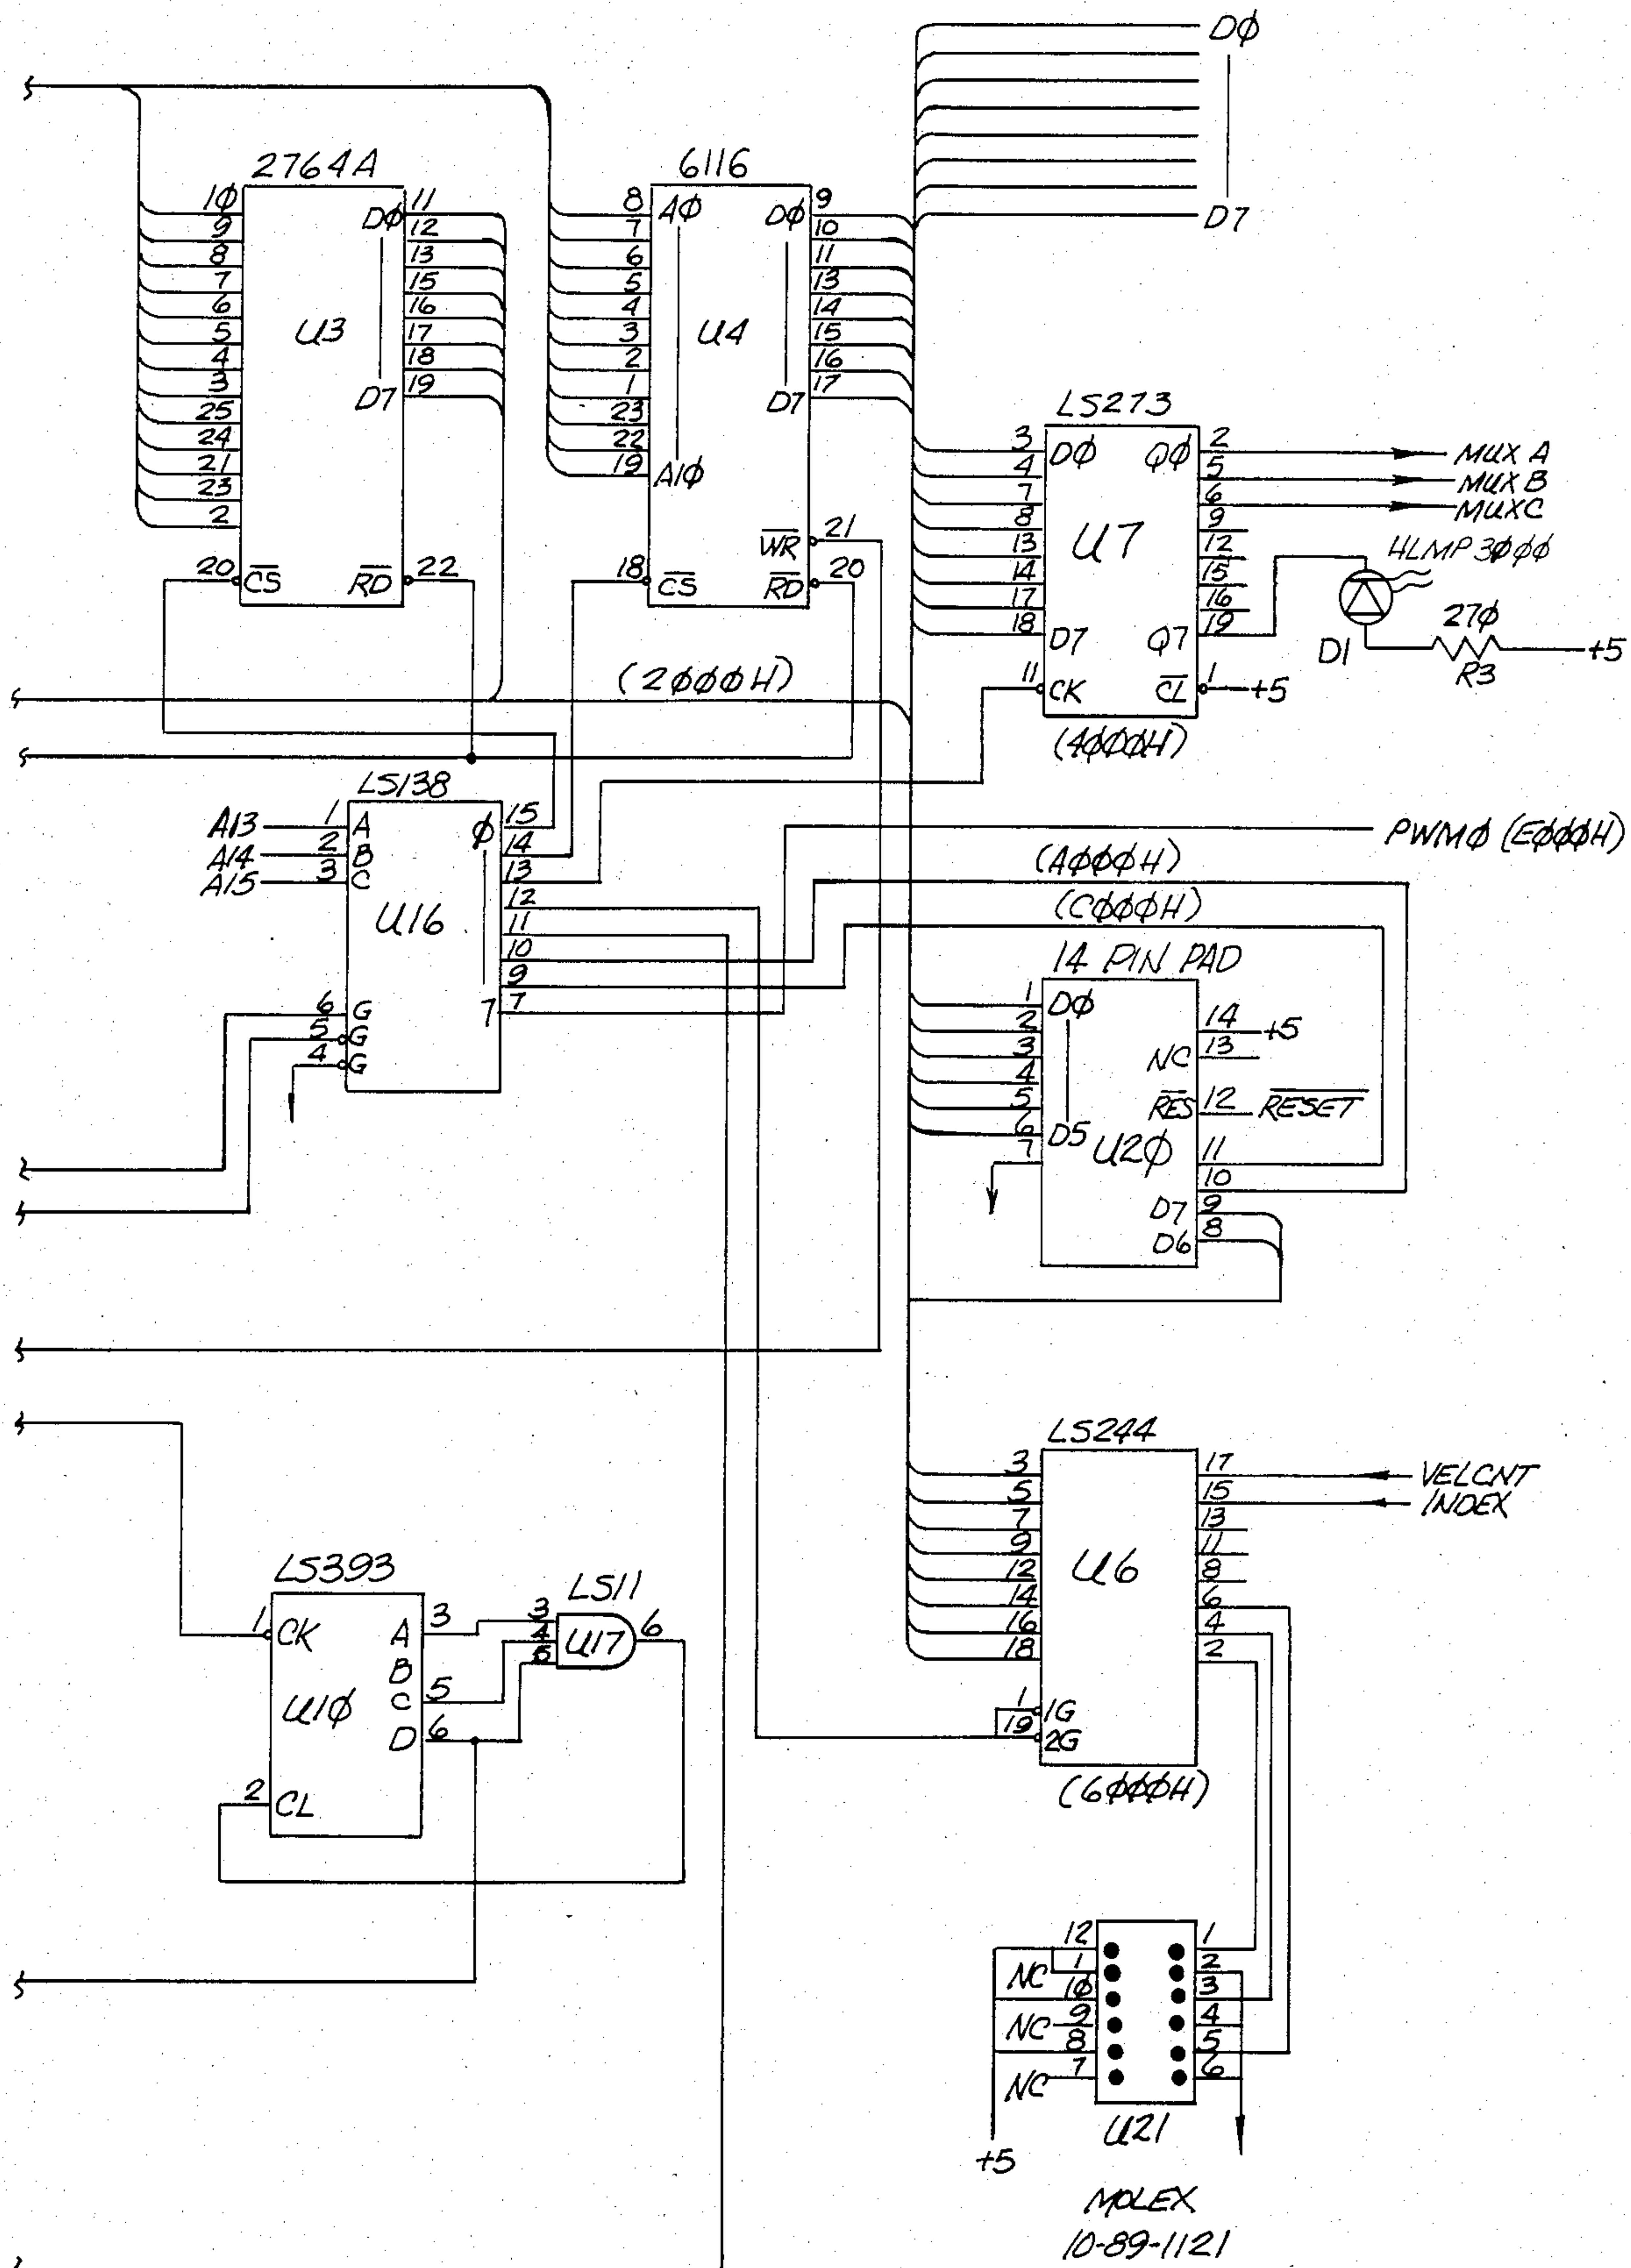 DØ
D7
2764A
10
9
8
7
6
5
4
3
25
24
21
23
2
DØ
D7
11
12
13
15
16
17
18
19
U3
20
CS
RD
22
6116
8
7
6
5
4
3
2
1
23
22
19
AØ
A1Ø
DØ
D7
9
10
11
13
14
15
16
17
U4
WR
21
18
CS
RD
20
LS273
3
4
7
8
13
14
17
18
DØ
D7
QØ
Q7
2
5
6
9
12
15
16
19
U7
MUX A
MUX B
MUXC
HLMP 3ØØØ
D1
27Ø
R3
+5
11
CK
CL
1
+5
(4ØØØH)
(2ØØØH)
LS138
A13
A14
A15
1
2
3
A
B
C
Ø
7
15
14
13
12
11
10
9
7
U16
6
5
4
G
G
G
PWMØ (EØØØH)
(AØØØH)
(CØØØH)
14 PIN PAD
1
2
3
4
5
6
7
DØ
D5
U2Ø
14
+5
NC
13
RES
12
RESET
11
10
D7
9
D6
8
LS244
3
5
7
9
12
14
16
18
U6
17
15
13
11
8
6
4
2
VELCNT
INDEX
1
19
1G
2G
(6ØØØH)
LS393
1
CK
A
B
C
D
3
5
6
U1Ø
2
CL
LS11
3
4
5
U17
6
12
1
1Ø
9
8
7
NC
NC
NC
1
2
3
4
5
6
+5
U21
MOLEX
10-89-1121